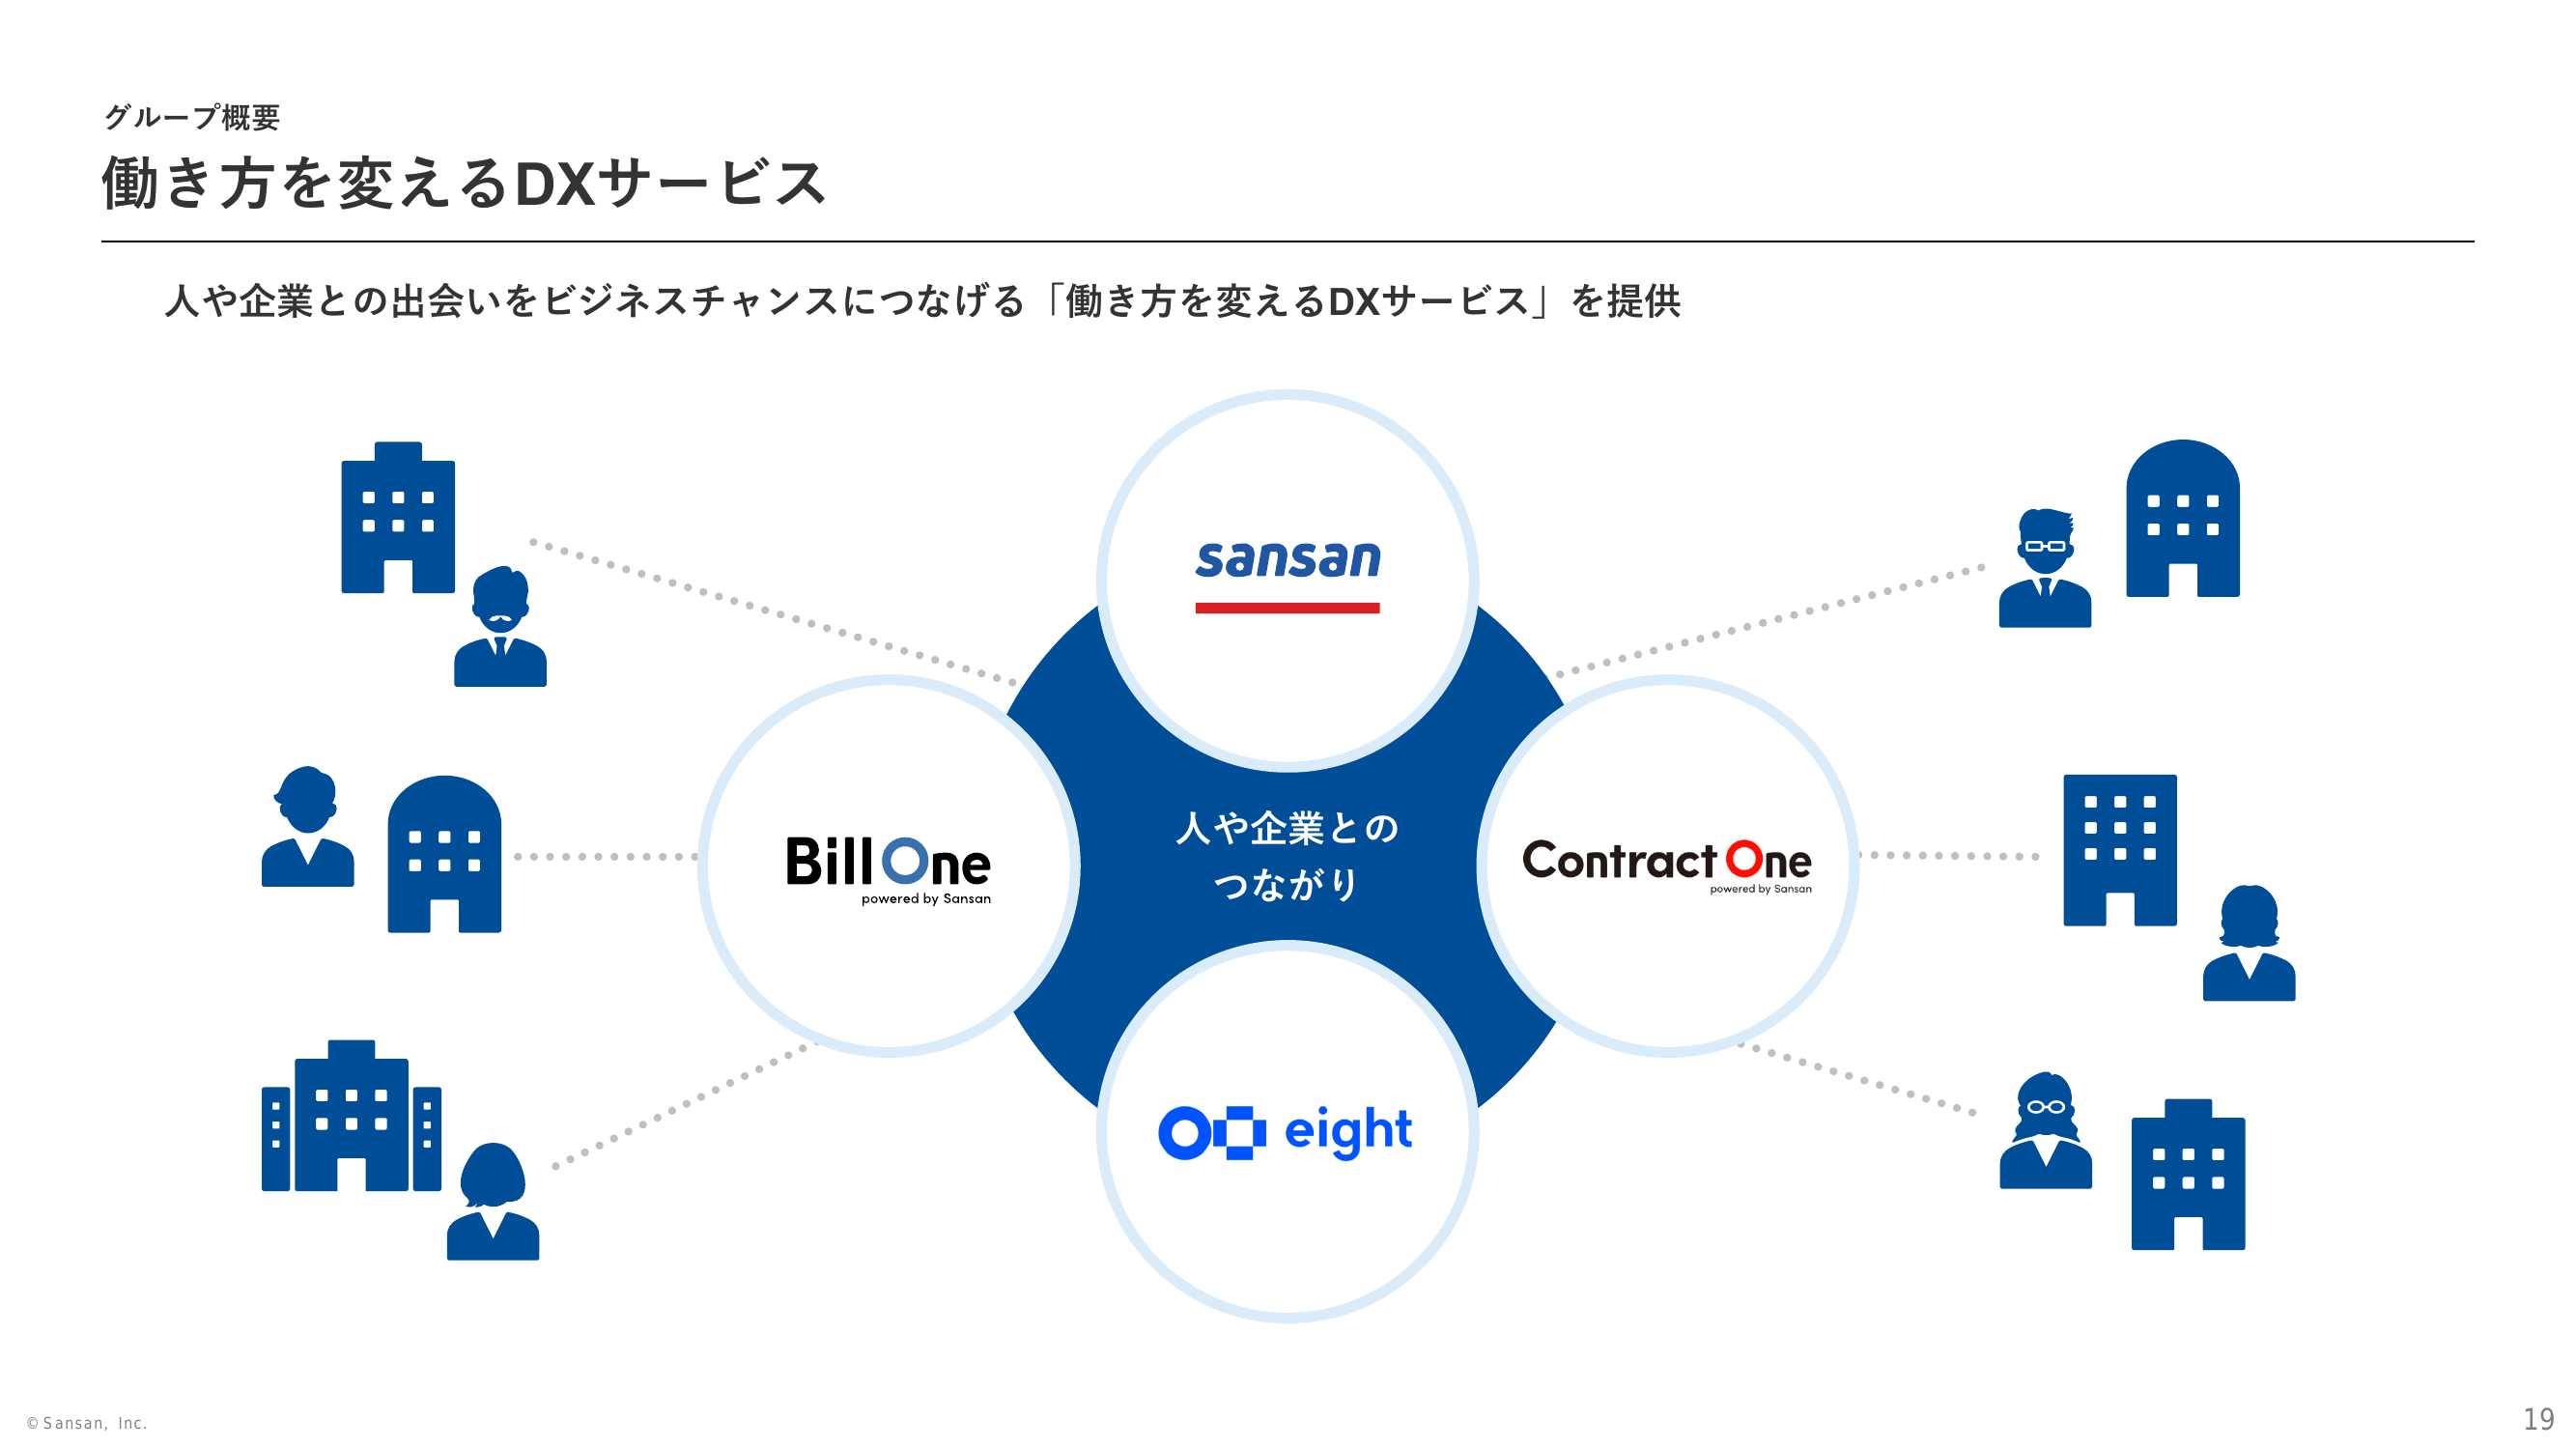 グループ概要
働き方を変えるDXサービス
人や企業との出会いをビジネスチャンスにつなげる「働き方を変えるDXサービス」を提供
sansan
人や企業との
つながり
Bill One
powered by Sansan
Contract One
powered by Sansan
eight
©Sansan, Inc.
19